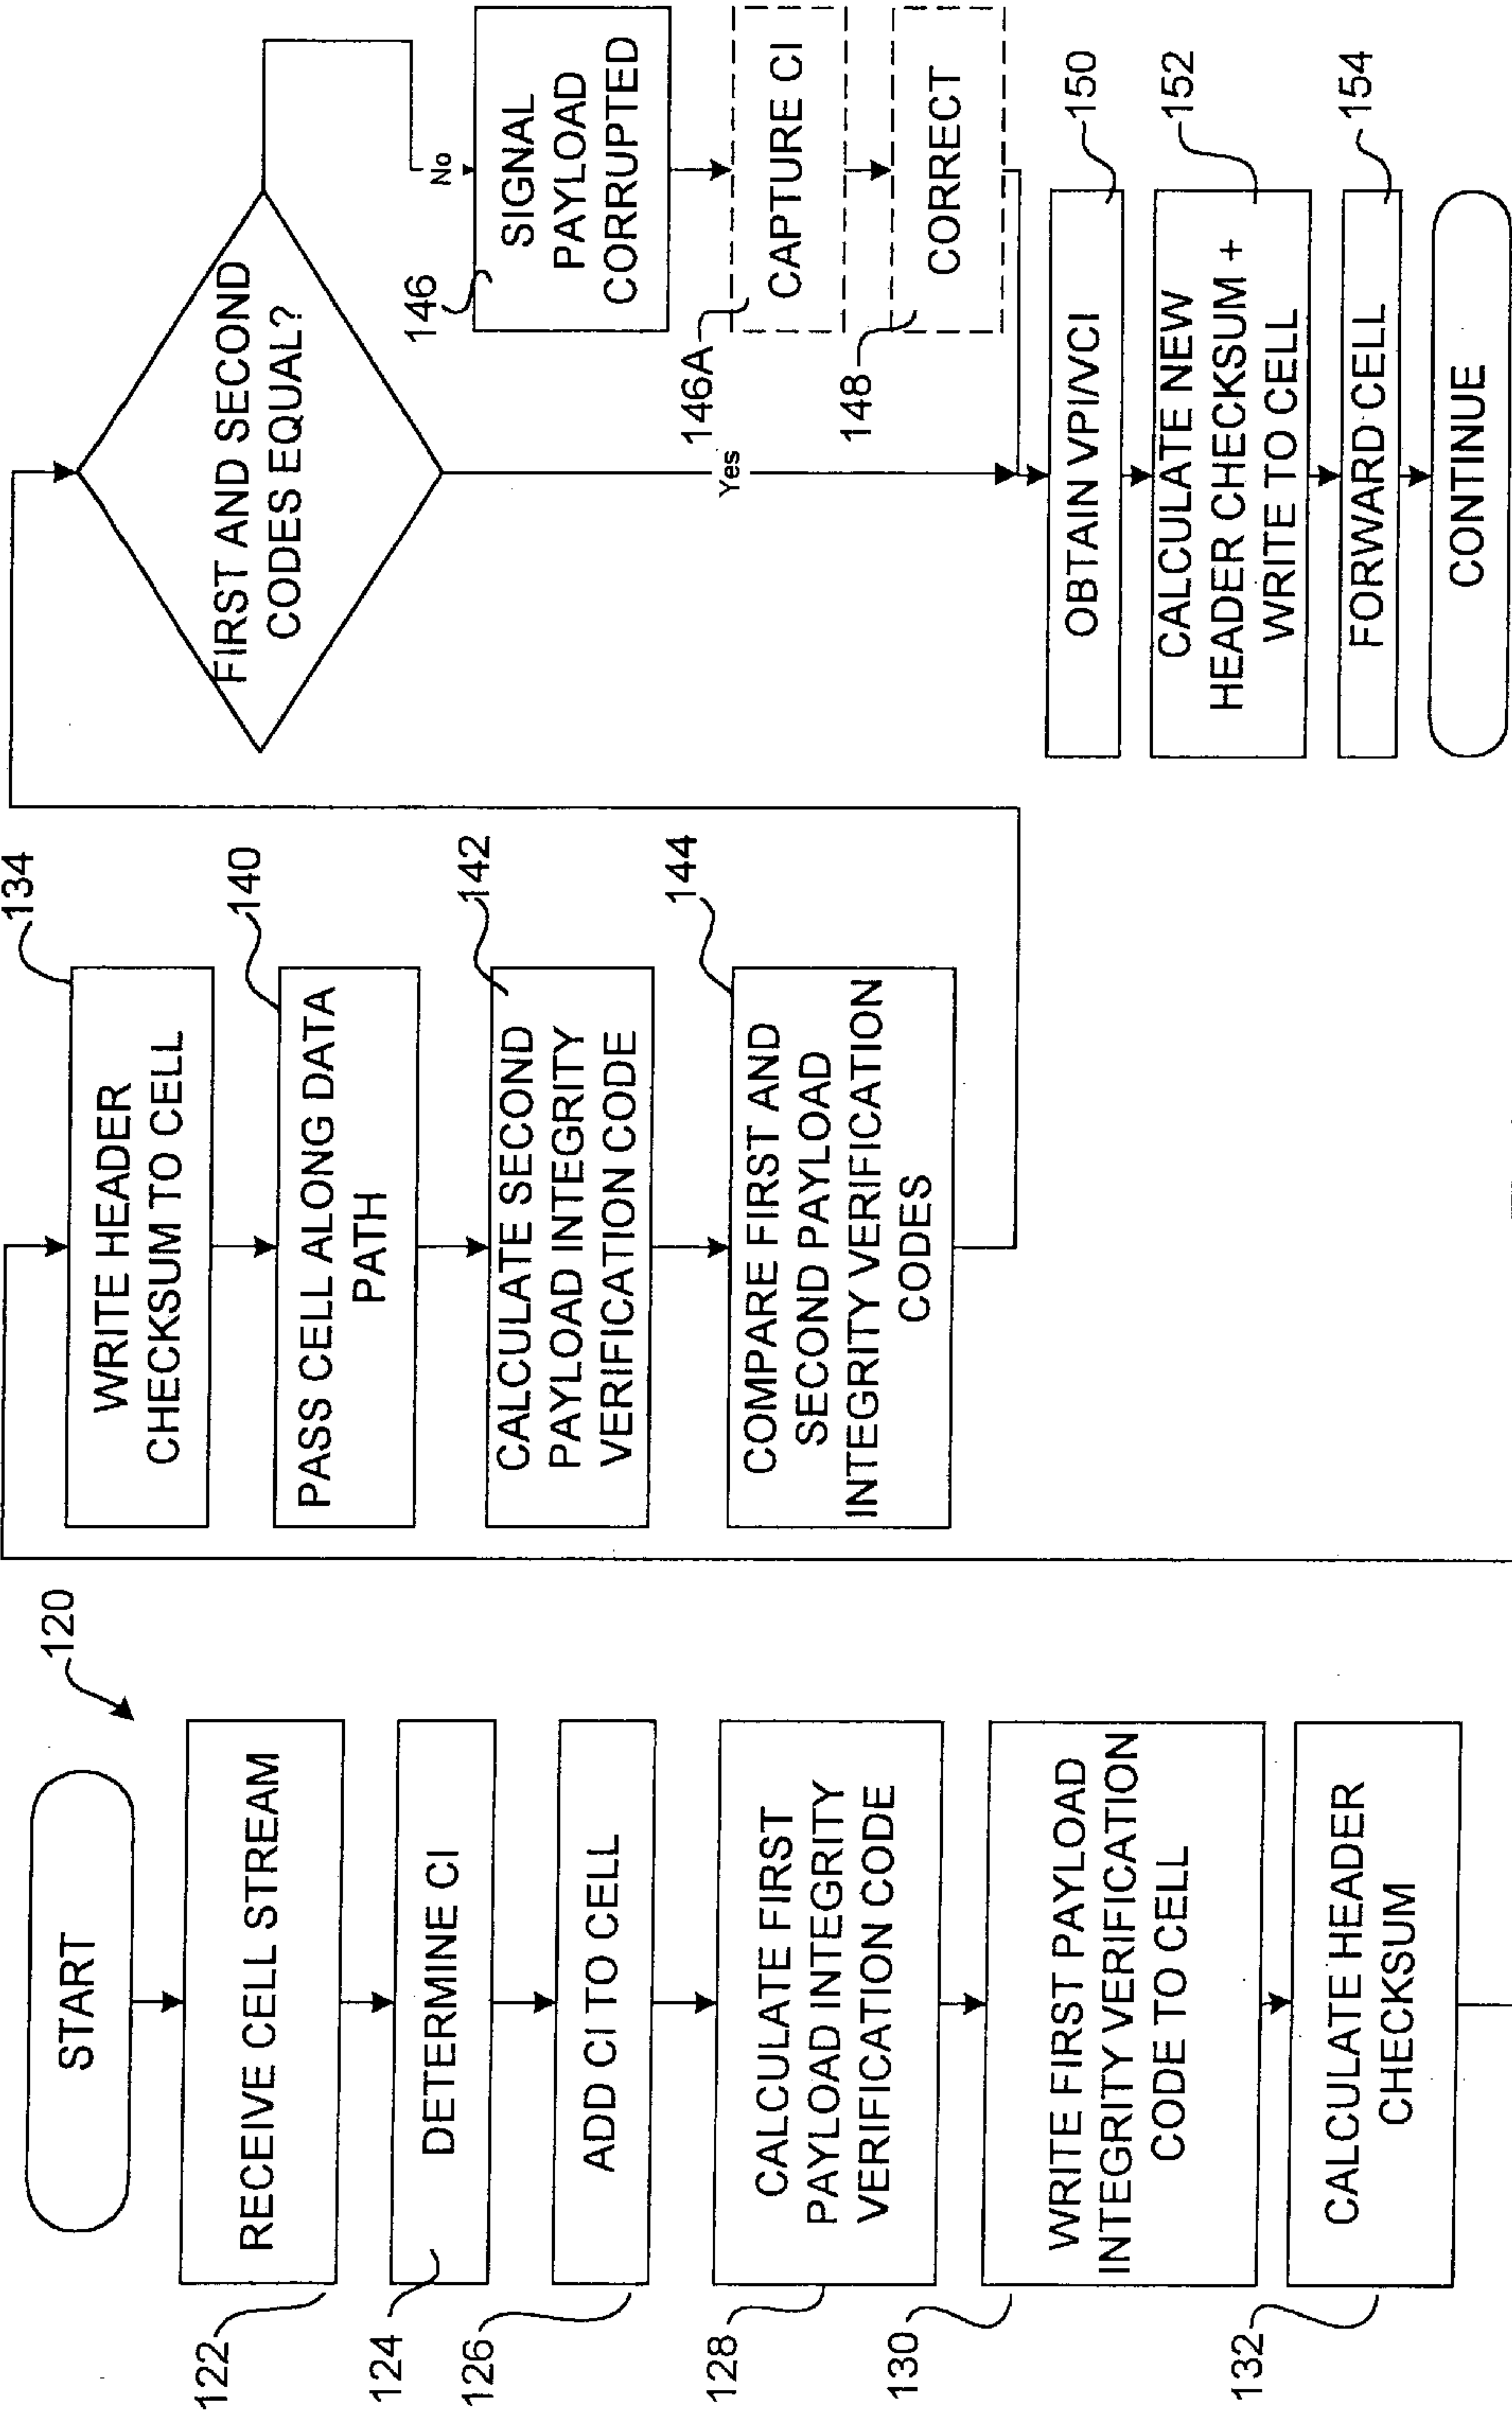 120
START
122
RECEIVE CELL STREAM
124
DETERMINE CI
126
ADD CI TO CELL
128
CALCULATE FIRST
PAYLOAD INTEGRITY
VERIFICATION CODE
130
WRITE FIRST PAYLOAD
INTEGRITY VERIFICATION
CODE TO CELL
132
CALCULATE HEADER
CHECKSUM
134
WRITE HEADER
CHECKSUM TO CELL
140
PASS CELL ALONG DATA
PATH
142
CALCULATE SECOND
PAYLOAD INTEGRITY
VERIFICATION CODE
144
COMPARE FIRST AND
SECOND PAYLOAD
INTEGRITY VERIFICATION
CODES
FIRST AND SECOND
CODES EQUAL?
No
146
SIGNAL
PAYLOAD
CORRUPTED
146A
CAPTURE CI
148
CORRECT
Yes
150
OBTAIN VPI/VCI
152
CALCULATE NEW
HEADER CHECKSUM +
WRITE TO CELL
154
FORWARD CELL
CONTINUE